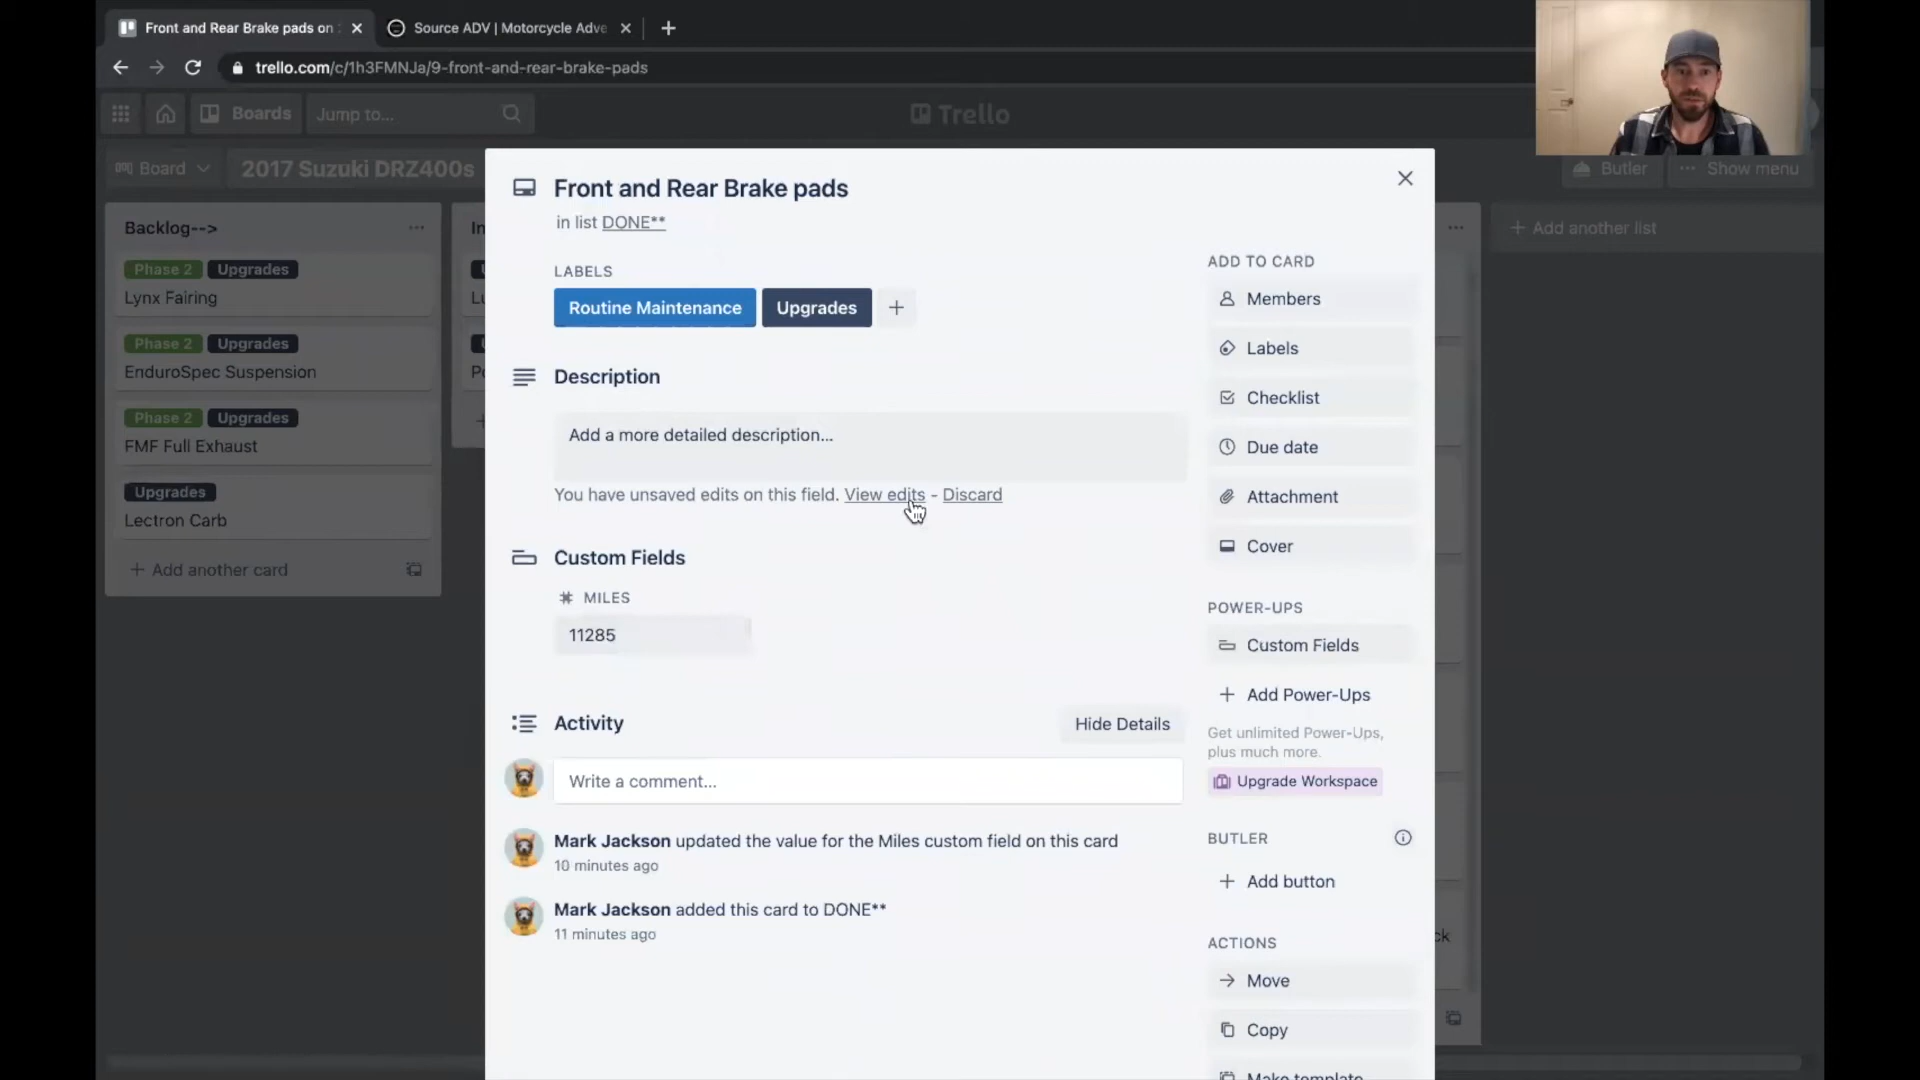 Front and Rear Brake pads on
Source ADV | Motorcycle Adve
trello.com/c/1h3FMNJa/9-front-and-rear-brake-pads
Boards
Jump to...
Trello
Board
2017 Suzuki DRZ400s
Butler
... Show menu
Backlog-->
Phase 2 Upgrades
Lynx Fairing
Phase 2 Upgrades
EnduroSpec Suspension
Phase 2 Upgrades
FMF Full Exhaust
Upgrades
Lectron Carb
+ Add another card
+ Add another list
Front and Rear Brake pads
in list DONE**
LABELS
Routine Maintenance Upgrades +
Description
Add a more detailed description...
You have unsaved edits on this field. View edits - Discard
Custom Fields
MILES
11285
Activity
Hide Details
Write a comment...
Mark Jackson updated the value for the Miles custom field on this card
10 minutes ago
Mark Jackson added this card to DONE**
11 minutes ago
ADD TO CARD
Members
Labels
Checklist
Due date
Attachment
Cover
POWER-UPS
Custom Fields
+ Add Power-Ups
Get unlimited Power-Ups,
plus much more.
Upgrade Workspace
BUTLER
+ Add button
ACTIONS
Move
Copy
Make template